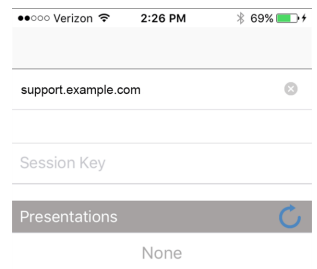 ●●○○○ Verizon 2:26 PM 69%
support.example.com
Session Key
Presentations
None